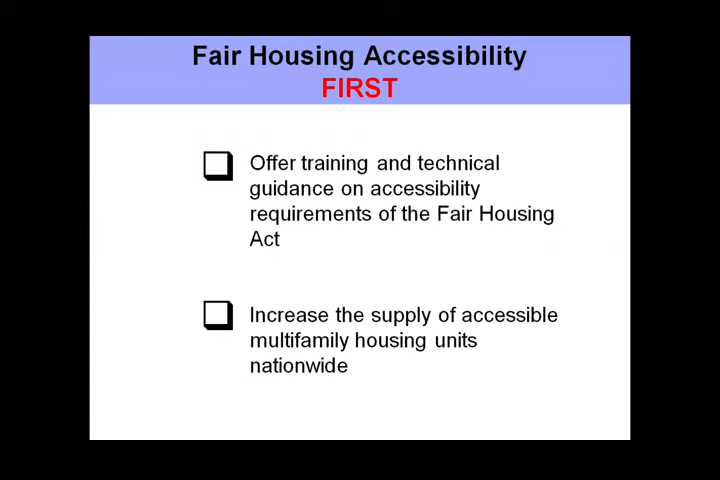 Fair Housing Accessibility
FIRST
Offer training and technical
guidance on accessibility
requirements of the Fair Housing
Act
Increase the supply of accessible
multifamily housing units
nationwide